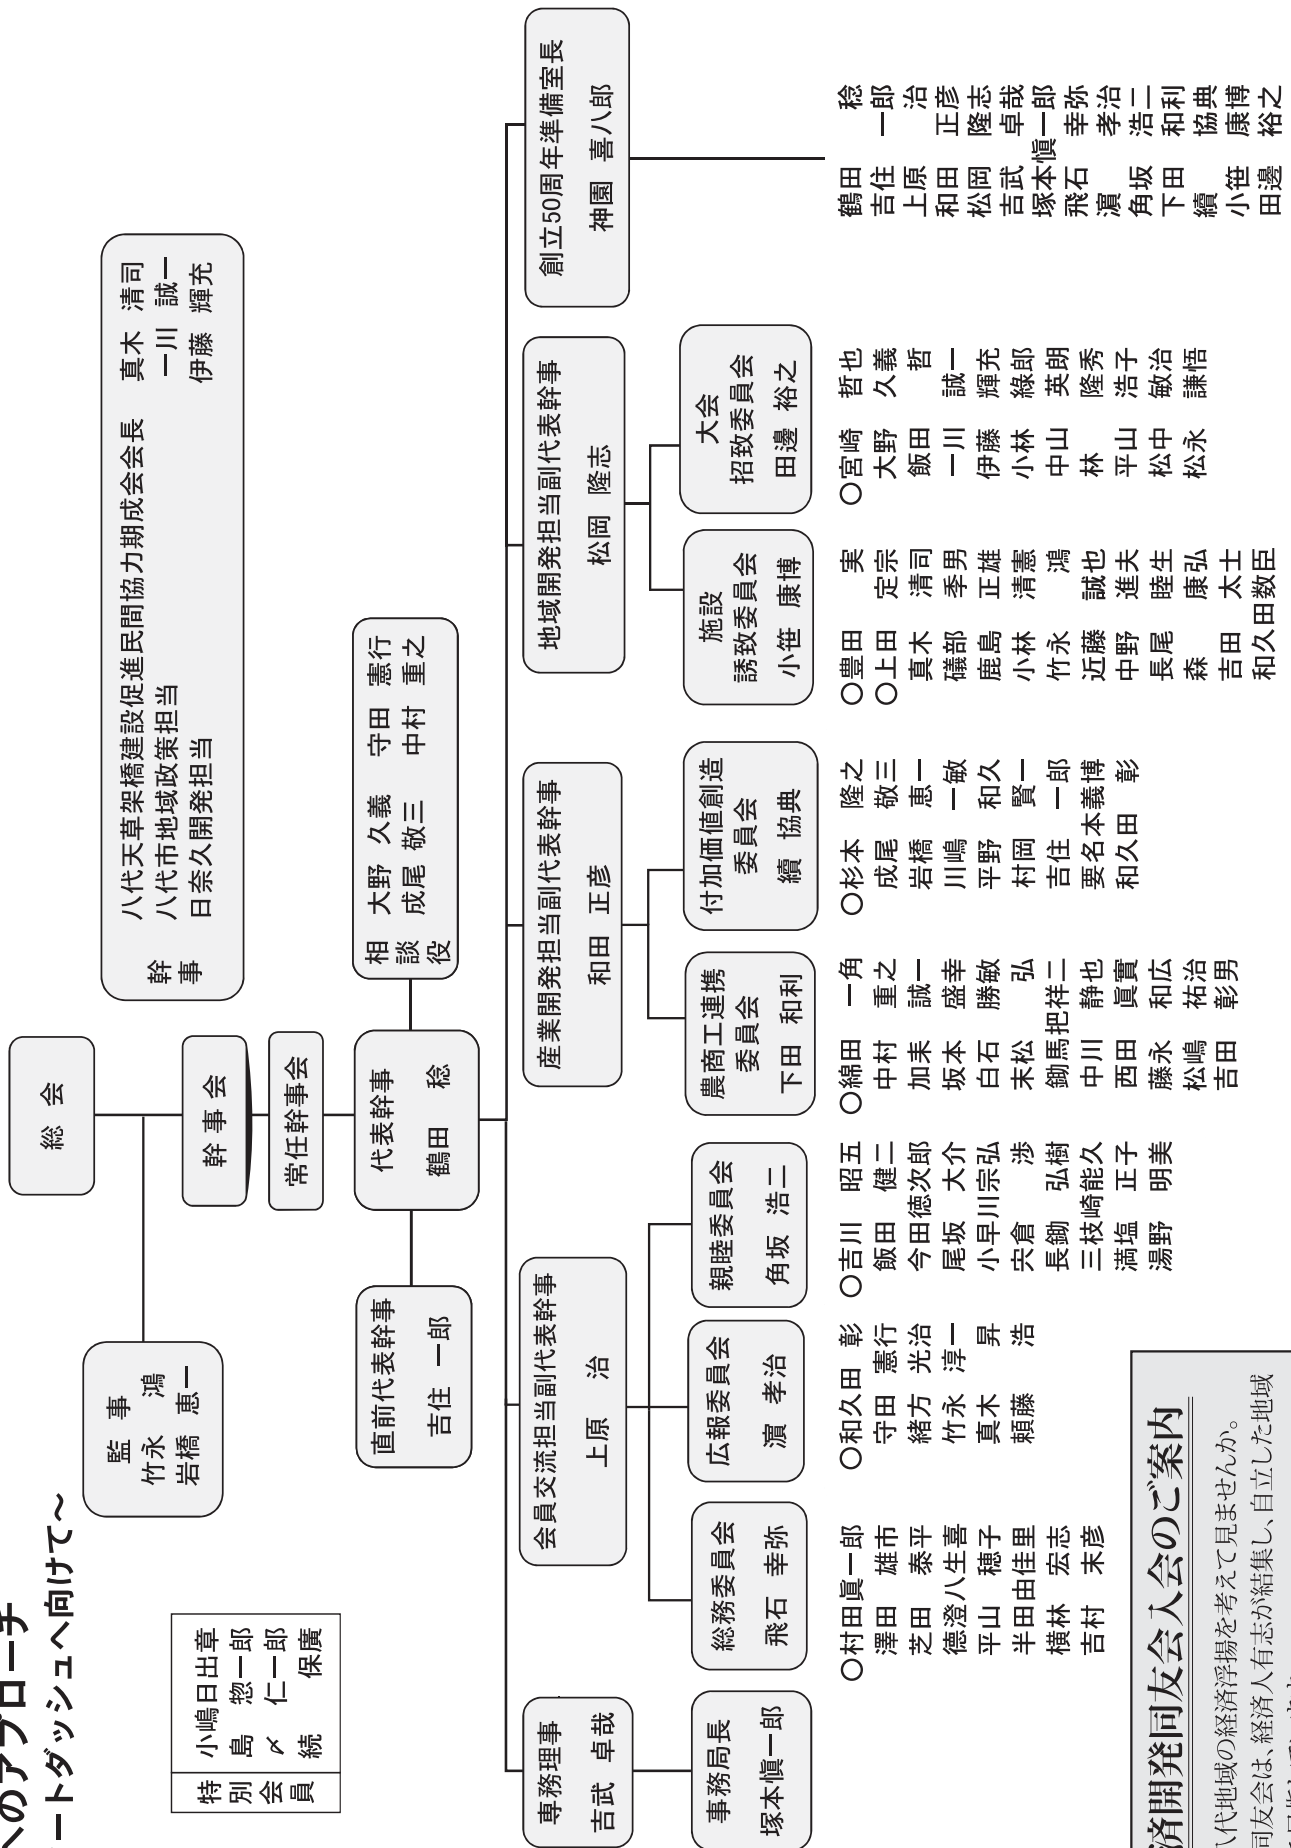 へのアプローチ
ートダッシュへ向けて～
特別会員
小嶋日出章
島　惣一郎
〆　仁一郎
続　保廣
総　会
監　事
竹永　鴻
岩橋　恵一
幹事会
常任幹事会
幹事
八代天草架橋建設促進民間協力期成会会長　真木　清司
八代市地域政策担当　一川　誠一
日奈久開発担当　伊藤　輝充
代表幹事
鶴田　稔
直前代表幹事
吉住　一郎
相談役
大野　久義　守田　憲行
成尾　敬三　中村　重之
専務理事
吉武　卓哉
事務局長
塚本愼一郎
会員交流担当副代表幹事
上原　治
総務委員会
飛石　幸弥
〇村田眞一郎
澤田　雄市
芝田　泰平
德澄八生喜
平山　穂子
半田由佳里
横林　宏志
吉村　末彦
広報委員会
濵　孝治
〇和久田　彰
守田　憲行
緒方　光治
竹永　淳一
真木　昇
頼藤　浩
親睦委員会
角坂　浩二
〇吉川　昭五
飯田　健二
今田徳次郎
尾坂　大介
小早川宗弘
宍倉　渉
長鋤　弘樹
三枝崎能久
満塩　正子
湯野　明美
産業開発担当副代表幹事
和田　正彦
農商工連携
委員会
下田　和利
〇綿田　一角
中村　重之
加耒　誠一
坂本　盛幸
白石　勝敏
末松　弘
鋤馬把祥二
中川　静也
西田　眞實
藤永　和広
松嶋　祐治
吉田　彰男
付加価値創造
委員会
續　協典
〇杉本　隆之
成尾　敬三
岩橋　恵一
川嶋　一敏
平野　和久
村岡　賢一
吉住　一郎
要名本義博
和久田　彰
地域開発担当副代表幹事
松岡　隆志
施設
誘致委員会
小笹　康博
〇豊田　実
〇上田　定宗
真木　清司
礒部　季男
鹿島　正雄
小林　清憲
竹永　鴻
近藤　誠也
中野　進夫
長尾　睦生
森　康弘
吉田　太士
和久田数臣
大会
招致委員会
田邊　裕之
〇宮崎　哲也
大野　久義
飯田　哲
一川　誠一
伊藤　輝充
小林　綠郎
中山　英朗
林　隆秀
平山　浩子
松中　敏治
松永　謙悟
創立50周年準備室長
神園　喜八郎
鶴田　稔
吉住　一郎
上原　治
和田　正彦
松岡　隆志
吉武　卓哉
塚本愼一郎
飛石　幸弥
濵　孝治
角坂　浩二
下田　和利
續　協典
小笹　康博
田邊　裕之
済開発同友会入会のご案内
八代地域の経済浮揚を考えて見ませんか。
同友会は、経済人有志が結集し、自立した地域